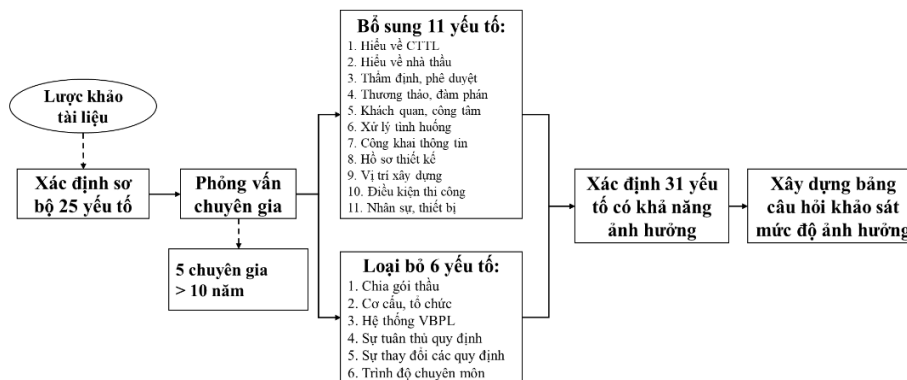 Lược khảo
tài liệu
Xác định sơ
bộ 25 yếu tố
Phỏng vấn
chuyên gia
5 chuyên gia
> 10 năm
Bổ sung 11 yếu tố:
1. Hiểu về CTTL
2. Hiểu về nhà thầu
3. Thẩm định, phê duyệt
4. Thương thảo, đàm phán
5. Khách quan, công tâm
6. Xử lý tình huống
7. Công khai thông tin
8. Hồ sơ thiết kế
9. Vị trí xây dựng
10. Điều kiện thi công
11. Nhân sự, thiết bị
Loại bỏ 6 yếu tố:
1. Chia gói thầu
2. Cơ cấu, tổ chức
3. Hệ thống VBPL
4. Sự tuân thủ quy định
5. Sự thay đổi các quy định
6. Trình độ chuyên môn
Xác định 31 yếu
tố có khả năng
ảnh hưởng
Xây dựng bảng
câu hỏi khảo sát
mức độ ảnh hưởng